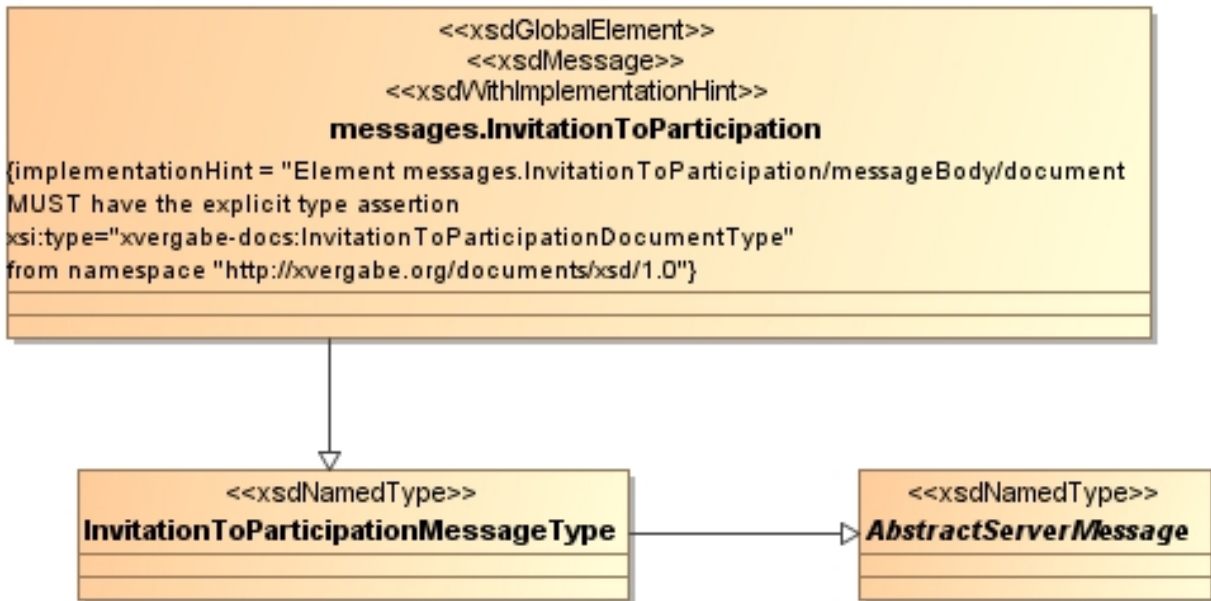 <<xsdGlobalElement>>
<<xsdMessage>>
<<xsdWithImplementationHint>>
messages.InvitationToParticipation
{implementationHint = "Element messages.InvitationToParticipation/messageBody/document
MUST have the explicit type assertion
xsi:type="xvergabe-docs:InvitationToParticipationDocumentType"
from namespace "http://xvergabe.org/documents/xsd/1.0"}
<<xsdNamedType>>
InvitationToParticipationMessageType
<<xsdNamedType>>
AbstractServerMessage